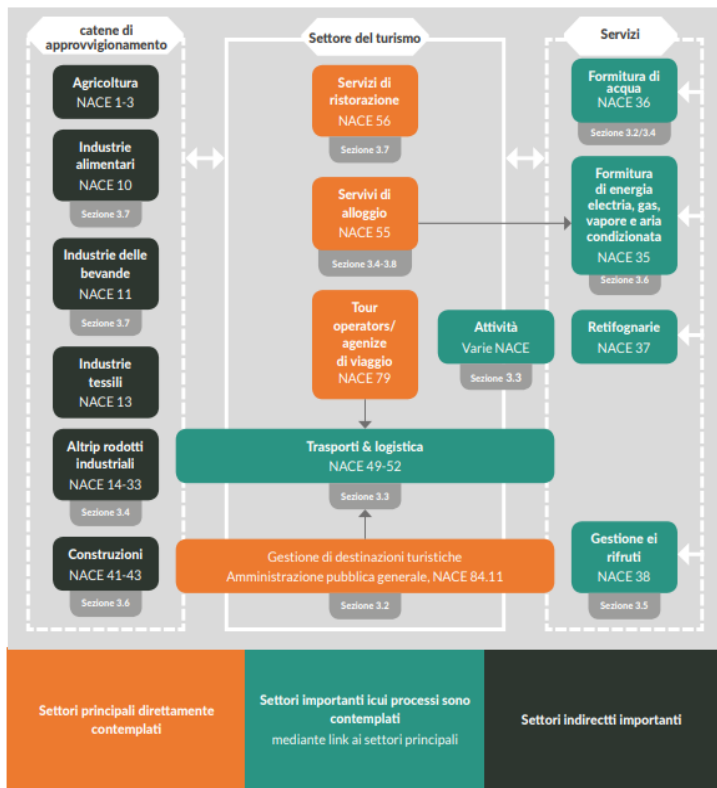 catene di
approvvigionamento
Agricoltura
NACE 1-3
Industrie
alimentari
NACE 10
Sezione 3.7
Industrie delle
bevande
NACE 11
Sezione 3.7
Industrie
tessili
NACE 13
Altrip rodotti
industriali
NACE 14-33
Sezione 3.4
Costruzioni
NACE 41-43
Sezione 3.6
Settore del turismo
Servizi di
ristorazione
NACE 56
Sezione 3.7
Servivi di
alloggio
NACE 55
Sezione 3.4-3.8
Tour
operators/
agenize
di viaggio
NACE 79
Attività
Varie NACE
Sezione 3.3
Trasporti & logistica
NACE 49-52
Sezione 3.3
Gestione di destinazioni turistiche
Amministrazione pubblica generale, NACE 84.11
Sezione 3.2
Servizi
Formitura di
acqua
NACE 36
Sezione 3.2/3.4
Formitura
di energia
electria, gas,
vapore e aria
condizionata
NACE 35
Sezione 3.6
Retifognarie
NACE 37
Gestione ei
rifruti
NACE 38
Sezione 3.5
Settori principali direttamente
contemplati
Settori importanti icui processi sono
contemplati
mediante link ai settori principali
Settori indirectti importanti